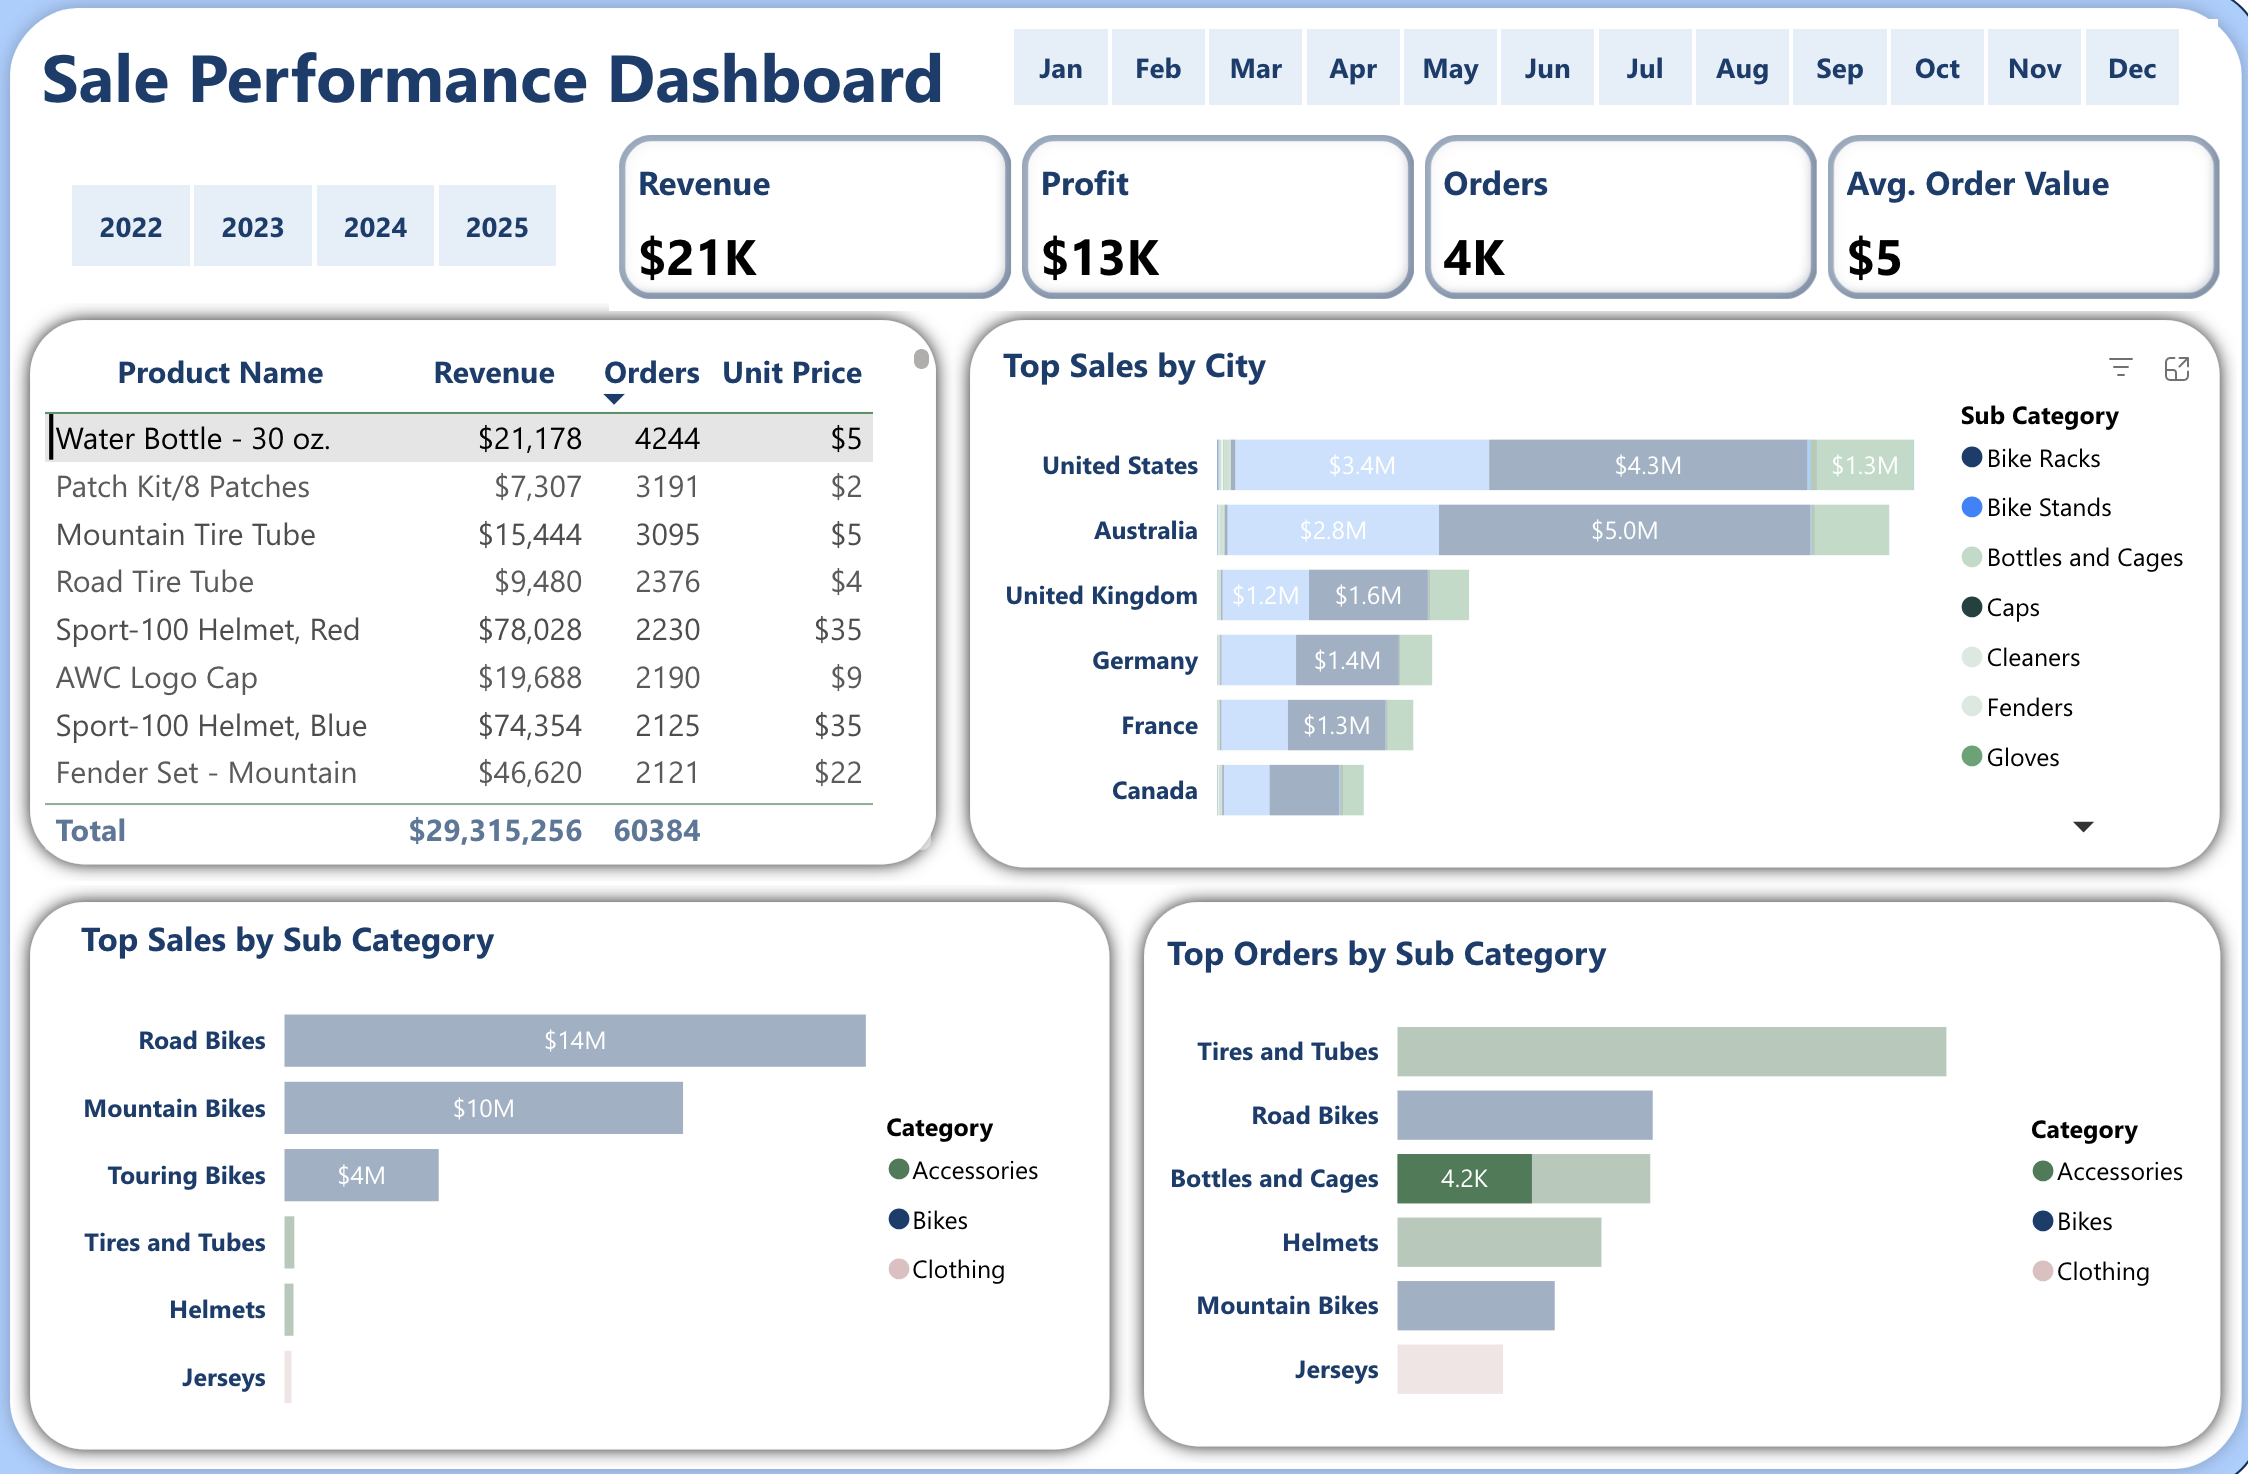 Sale Performance Dashboard
Jan Feb Mar Apr May Jun Jul Aug Sep Oct Nov Dec
2022 2023 2024 2025
Revenue
$21K
Profit
$13K
Orders
4K
Avg. Order Value
$5
Product Name Revenue Orders Unit Price
Water Bottle - 30 oz. $21,178 4244 $5
Patch Kit/8 Patches $7,307 3191 $2
Mountain Tire Tube $15,444 3095 $5
Road Tire Tube $9,480 2376 $4
Sport-100 Helmet, Red $78,028 2230 $35
AWC Logo Cap $19,688 2190 $9
Sport-100 Helmet, Blue $74,354 2125 $35
Fender Set - Mountain $46,620 2121 $22
Total $29,315,256 60384
Top Sales by City
United States $3.4M $4.3M $1.3M
Australia $2.8M $5.0M
United Kingdom $1.2M $1.6M
Germany $1.4M
France $1.3M
Canada
Sub Category
Bike Racks
Bike Stands
Bottles and Cages
Caps
Cleaners
Fenders
Gloves
Top Sales by Sub Category
Road Bikes $14M
Mountain Bikes $10M
Touring Bikes $4M
Tires and Tubes
Helmets
Jerseys
Category
Accessories
Bikes
Clothing
Top Orders by Sub Category
Tires and Tubes
Road Bikes
Bottles and Cages 4.2K
Helmets
Mountain Bikes
Jerseys
Category
Accessories
Bikes
Clothing